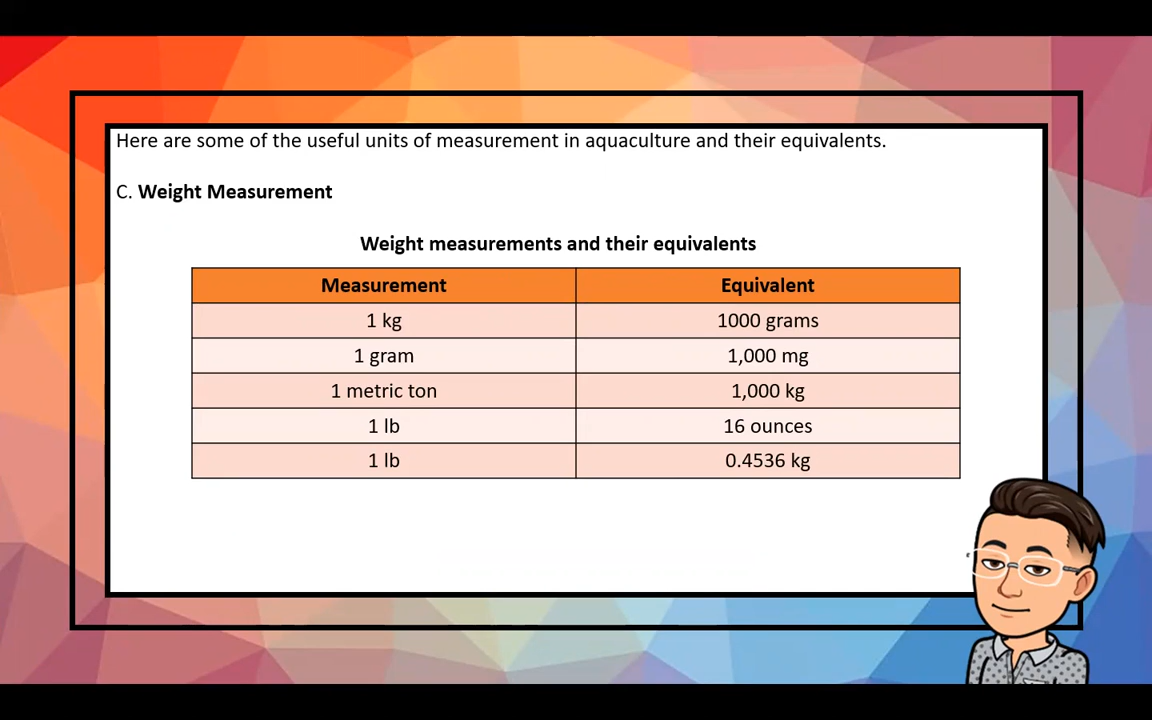 Here are some of the useful units of measurement in aquaculture and their equivalents.
C. Weight Measurement
Weight measurements and their equivalents
Measurement Equivalent
1 kg 1000 grams
1 gram 1,000 mg
1 metric ton 1,000 kg
1 lb 16 ounces
1 lb 0.4536 kg